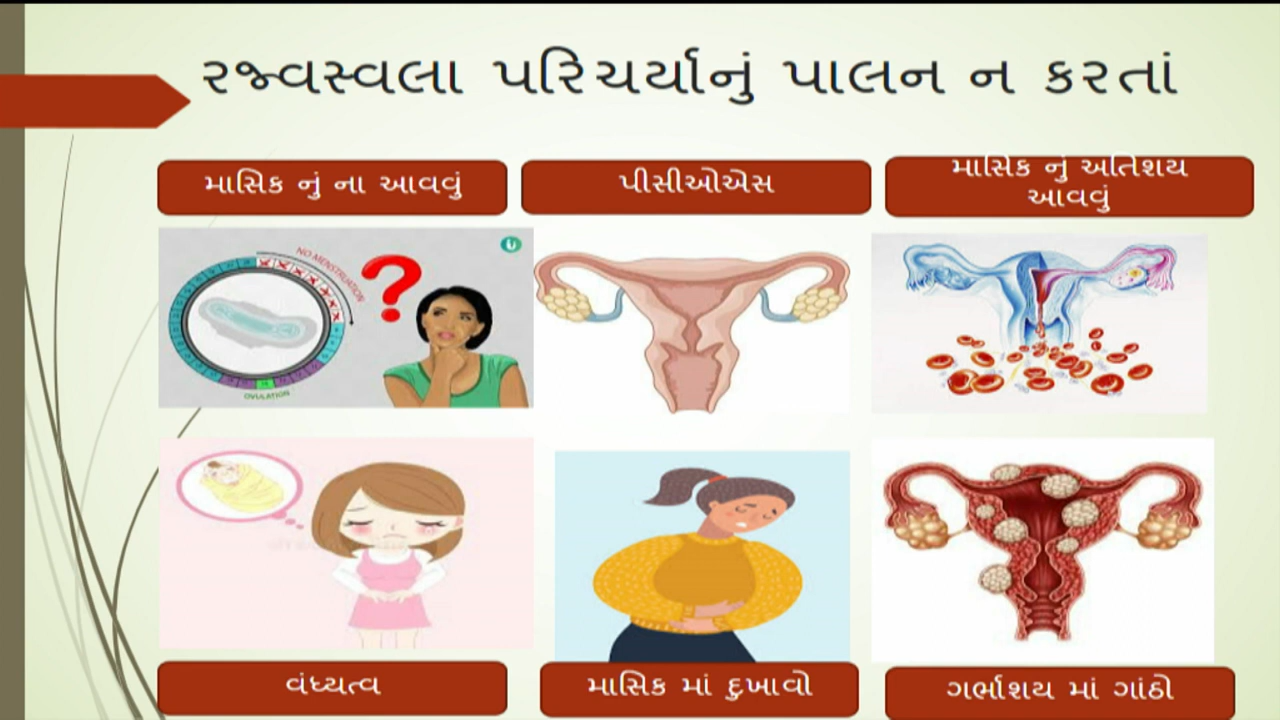 રજ્વસ્વલા પરિચર્યાનું પાલન ન કરતાં
માસિક નું ના આવવું
પીસીઓએસ
માસિક નું અતિશય
આવવું
NO MENSTRUATION
OVULATION
વંધ્યત્વ
માસિક માં દુખાવો
ગર્ભાશય માં ગાંઠો